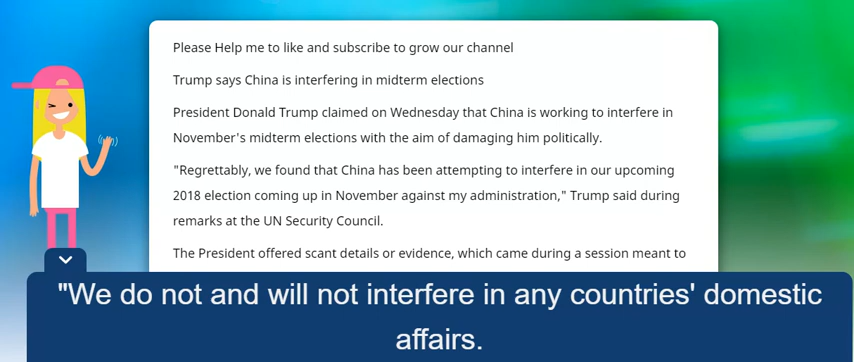 Please Help me to like and subscribe to grow our channel
Trump says China is interfering in midterm elections
President Donald Trump claimed on Wednesday that China is working to interfere in
November's midterm elections with the aim of damaging him politically.
"Regrettably, we found that China has been attempting to interfere in our upcoming
2018 election coming up in November against my administration," Trump said during
remarks at the UN Security Council.
The President offered scant details or evidence, which came during a session meant to
"We do not and will not interfere in any countries' domestic
affairs.